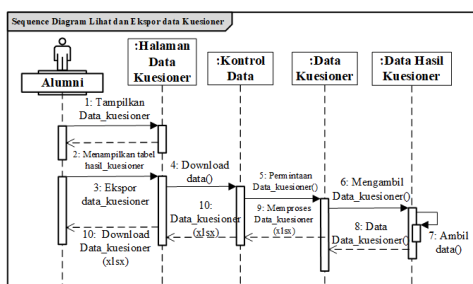 Sequence Diagram Lihat dan Ekspor data Kuesioner
Alumni
:Halaman
Data
Kuesioner
:Kontrol
Data
:Data
Kuesioner
:Data Hasil
Kuesioner
1: Tampilkan
Data_kuesioner
2: Menampilkan tabel
hasil_kuesioner
3: Ekspor
data_kuesioner
4: Download
data()
5: Permintaan
Data_kuesioner()
6: Mengambil
Data_kuesioner()
7: Ambil
data()
8: Data
Data_kuesioner()
9: Memproses
Data_kuesioner
(xlsx)
10:
Data_kuesioner
(xlsx)
10: Download
Data_kuesioner
(xlsx)